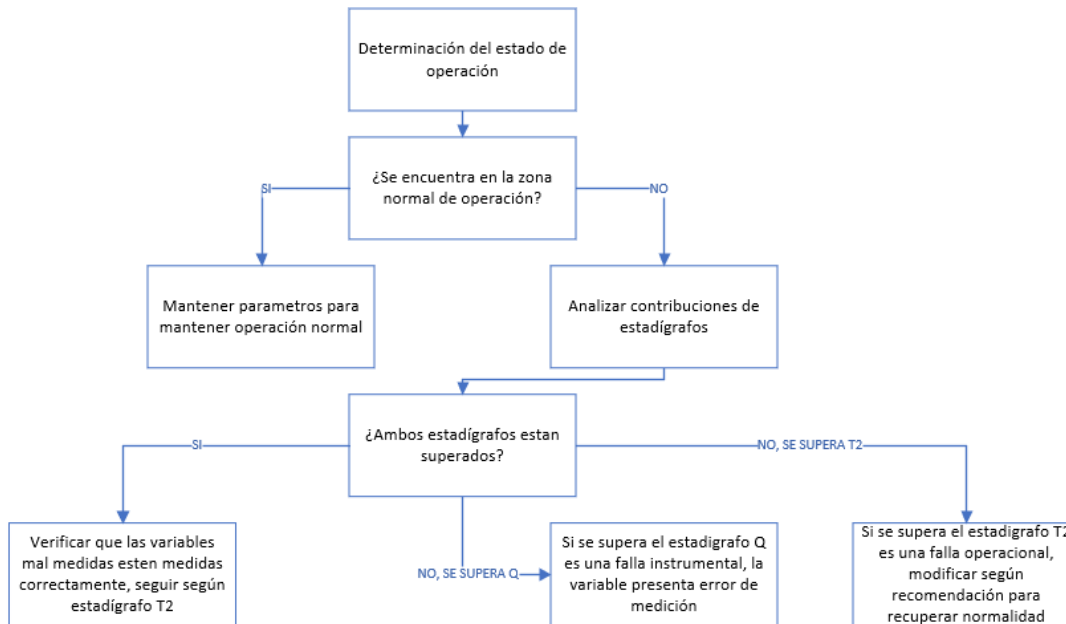 Determinación del estado de
operación
¿Se encuentra en la zona
normal de operación?
SI
NO
Mantener parametros para
mantener operación normal
Analizar contribuciones de
estadígrafos
¿Ambos estadígrafos estan
superados?
SI
NO, SE SUPERA T2
NO, SE SUPERA Q
Verificar que las variables
mal medidas esten medidas
correctamente, seguir según
estadígrafo T2
Si se supera el estadigrafo Q
es una falla instrumental, la
variable presenta error de
medición
Si se supera el estadigrafo T2
es una falla operacional,
modificar según
recomendación para
recuperar normalidad